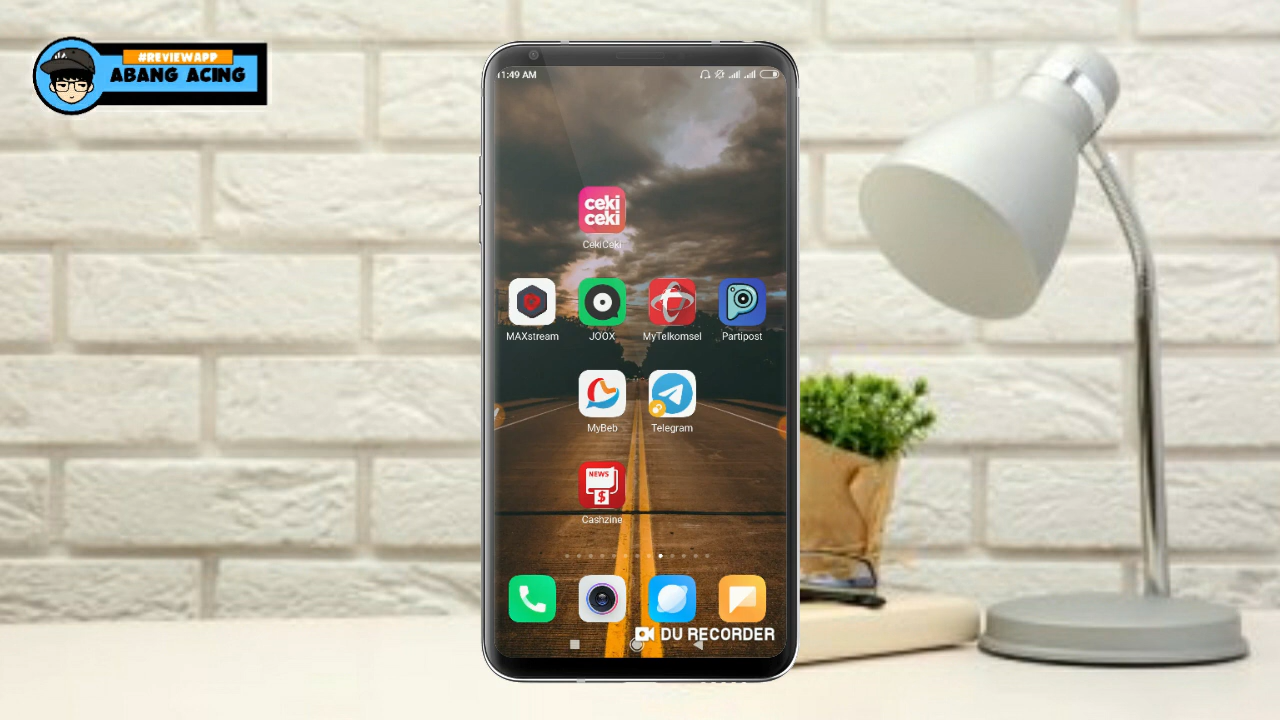 #REVIEWAPP
ABANG ACING
1:49 AM
ceki
ceki
CekiCeki
MAXstream
JOOX
MyTelkomsel
Partipost
MyBeb
Telegram
NEWS
$
Cashzine
DU RECORDER